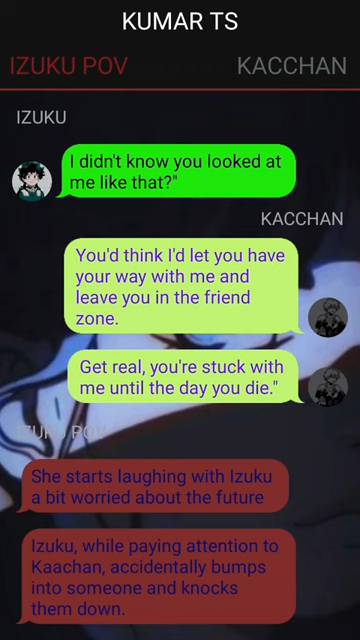 KUMAR TS
IZUKU POV
KACCHAN
IZUKU
I didn't know you looked at
me like that?"
KACCHAN
You'd think I'd let you have
your way with me and
leave you in the friend
zone.
Get real, you're stuck with
me until the day you die."
IZUKU POV
She starts laughing with Izuku
a bit worried about the future
Izuku, while paying attention to
Kaachan, accidentally bumps
into someone and knocks
them down.